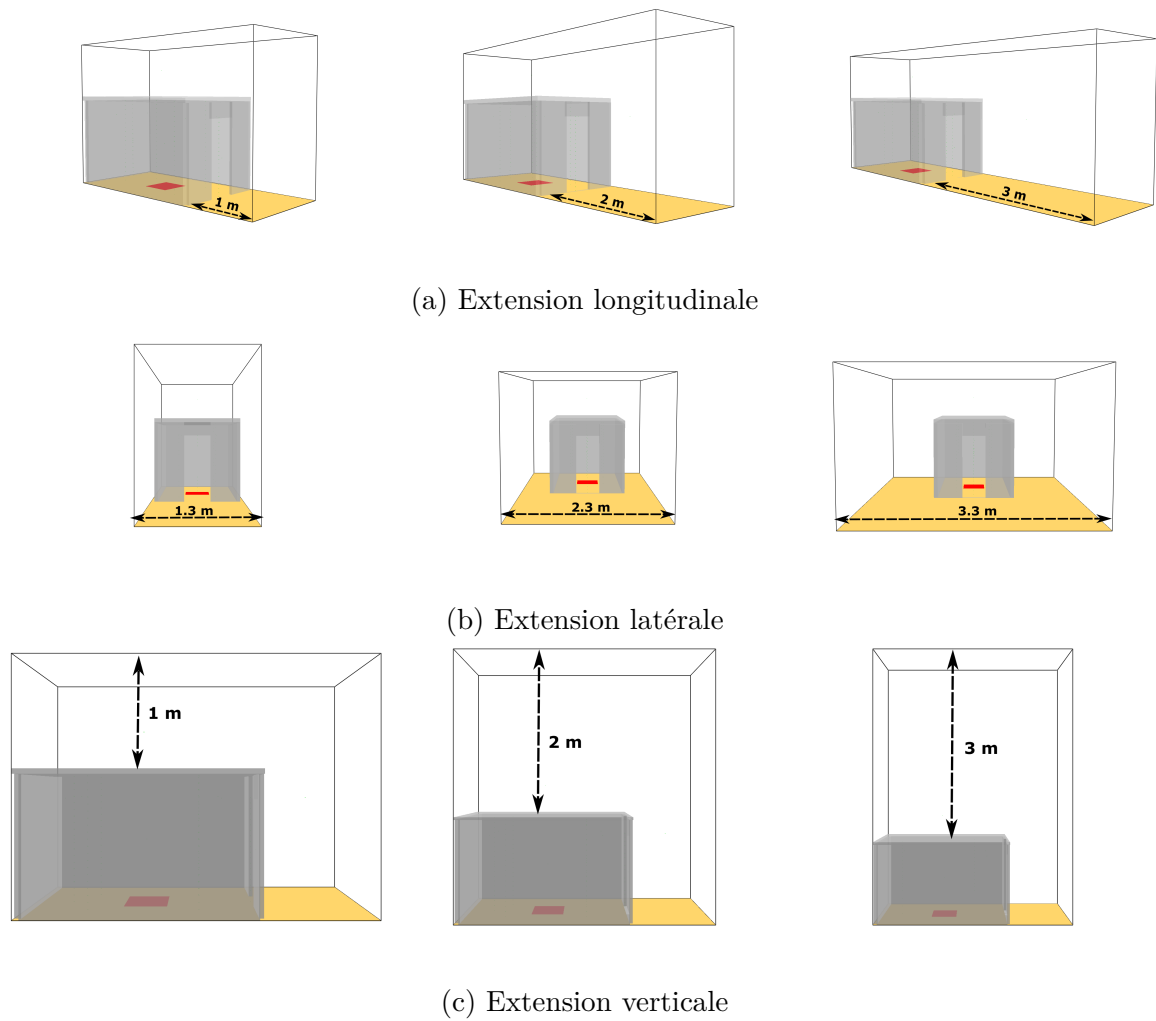 1 m
2 m
3 m
(a) Extension longitudinale
1.3 m
2.3 m
3.3 m
(b) Extension latérale
1 m
2 m
3 m
(c) Extension verticale